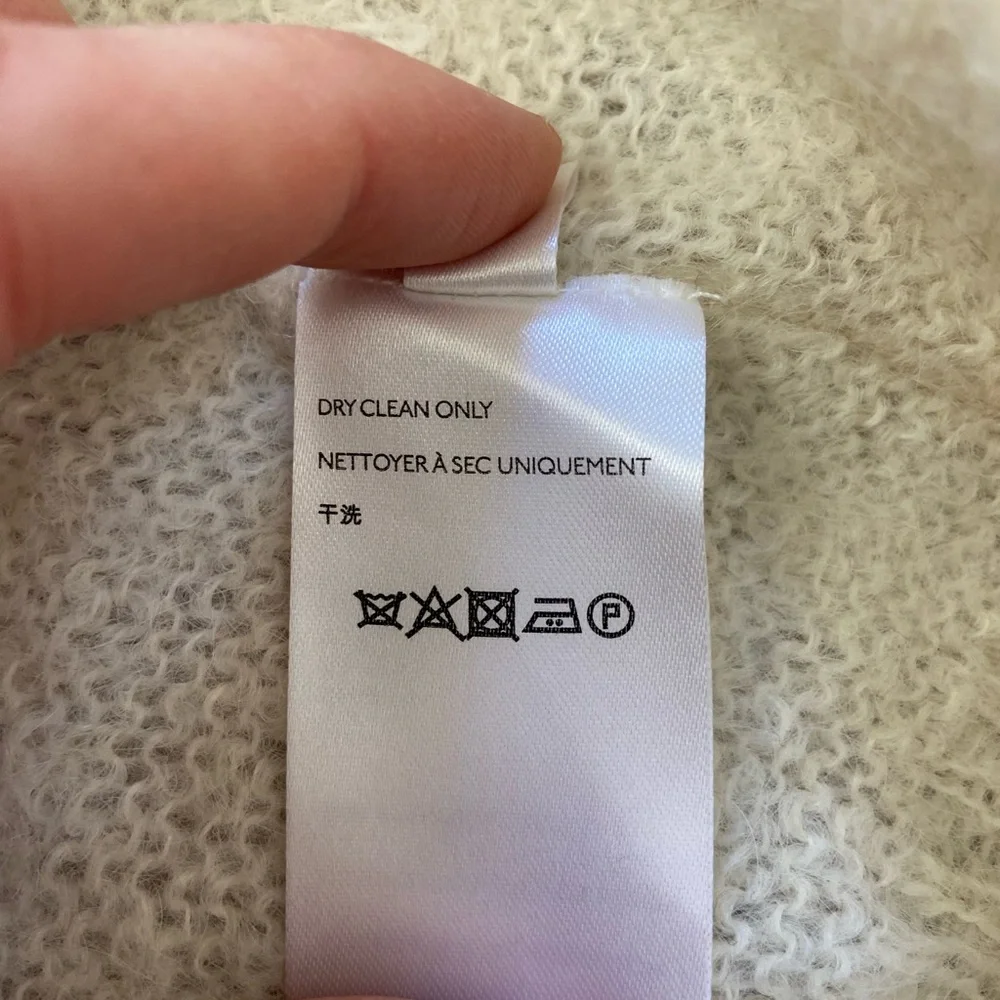 DRY CLEAN ONLY
NETTOYER À SEC UNIQUEMENT
干洗
P